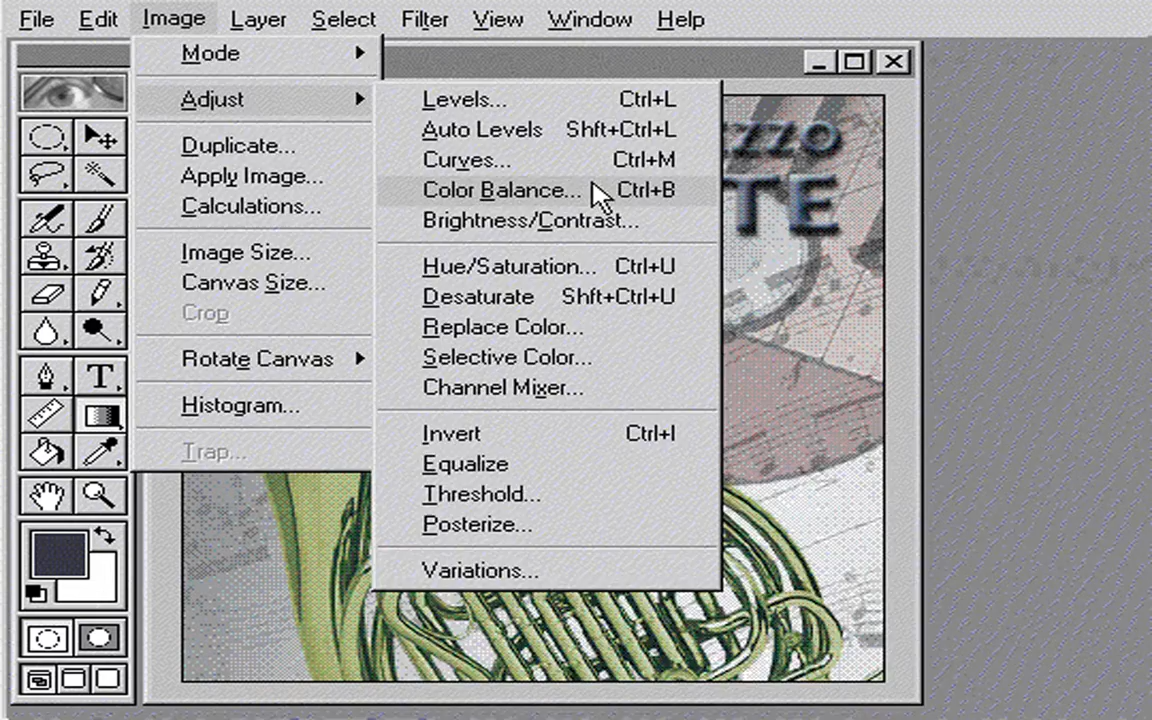 File Edit Image Layer Select Filter View Window Help
Mode
Adjust
Duplicate...
Apply Image...
Calculations...
Image Size...
Canvas Size...
Crop
Rotate Canvas
Histogram...
Trap...
Levels... Ctrl+L
Auto Levels Shft+Ctrl+L
Curves... Ctrl+M
Color Balance... Ctrl+B
Brightness/Contrast...
Hue/Saturation... Ctrl+U
Desaturate Shft+Ctrl+U
Replace Color...
Selective Color...
Channel Mixer...
Invert Ctrl+I
Equalize
Threshold...
Posterize...
Variations...
T